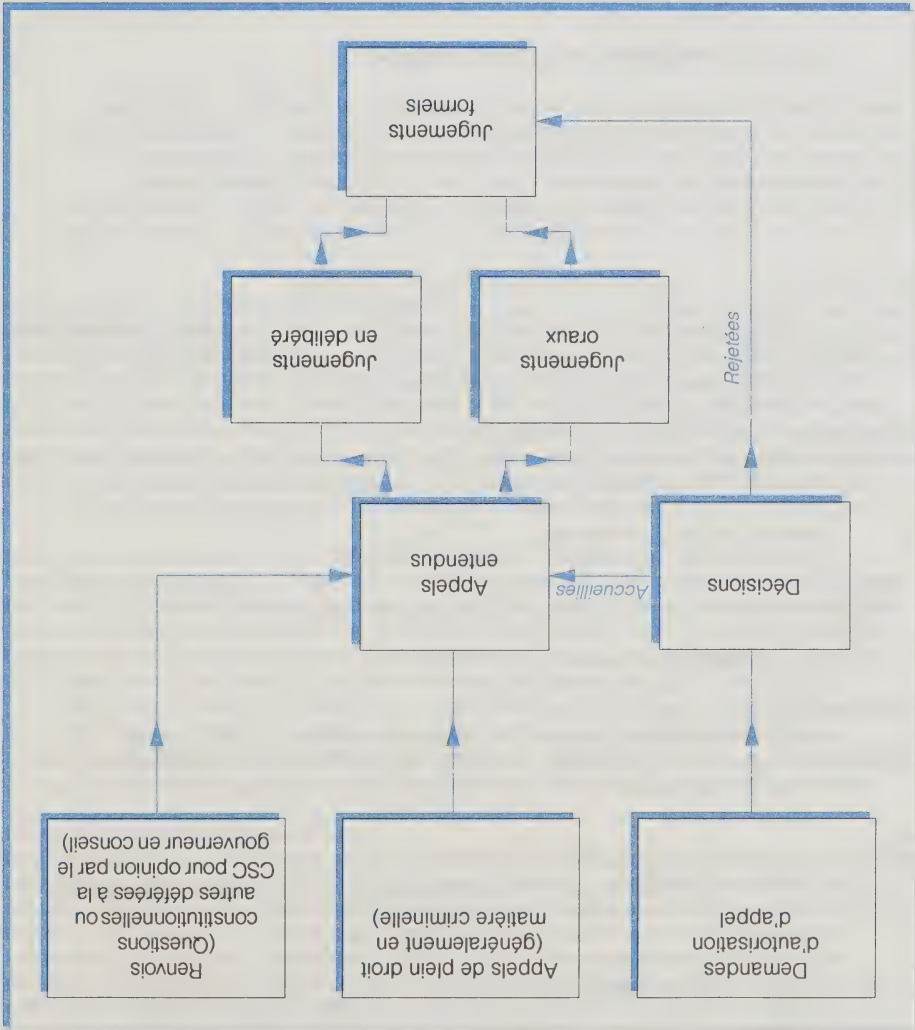 Demandes
d'autorisation
d'appel
Appels de plein droit
(généralement en
matière criminelle)
Renvois
(Questions
constitutionnelles ou
autres déférées à la
CSC pour opinion par le
gouverneur en conseil)
Décisions
Accueillies
Appels
entendus
Rejetées
Jugements
oraux
Jugements
en délibéré
Jugements
formels